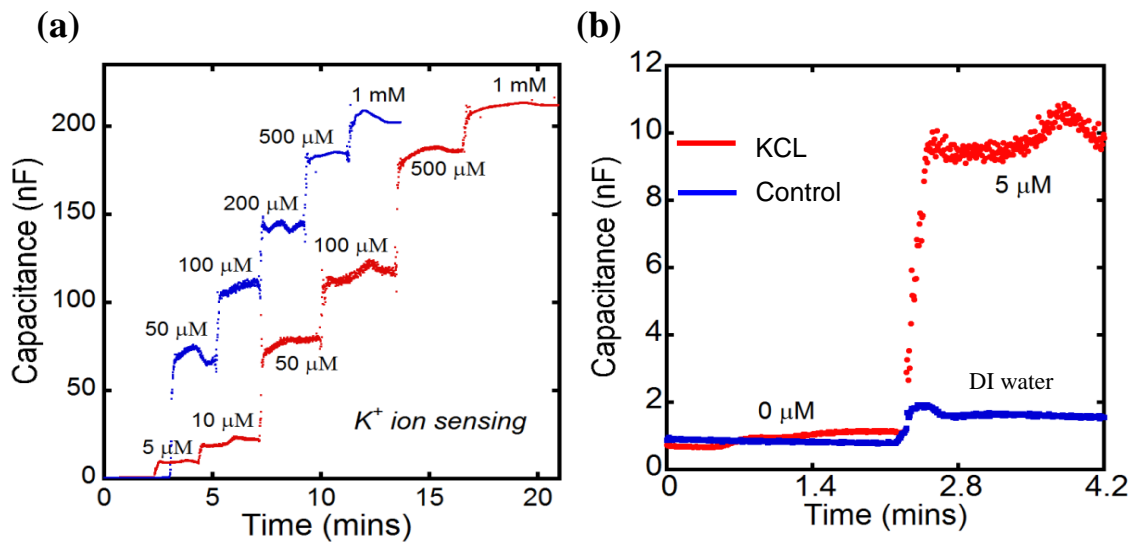 (a)
Capacitance (nF)
200
150
100
50
0
0 5 10 15 20
Time (mins)
1 mM
500 μM
200 μM
100 μM
50 μM
1 mM
500 μM
100 μM
50 μM
10 μM
5 μM
K+ ion sensing
(b)
Capacitance (nF)
12
10
8
6
4
2
0
0 1.4 2.8 4.2
Time (mins)
KCL
Control
5 μM
DI water
0 μM